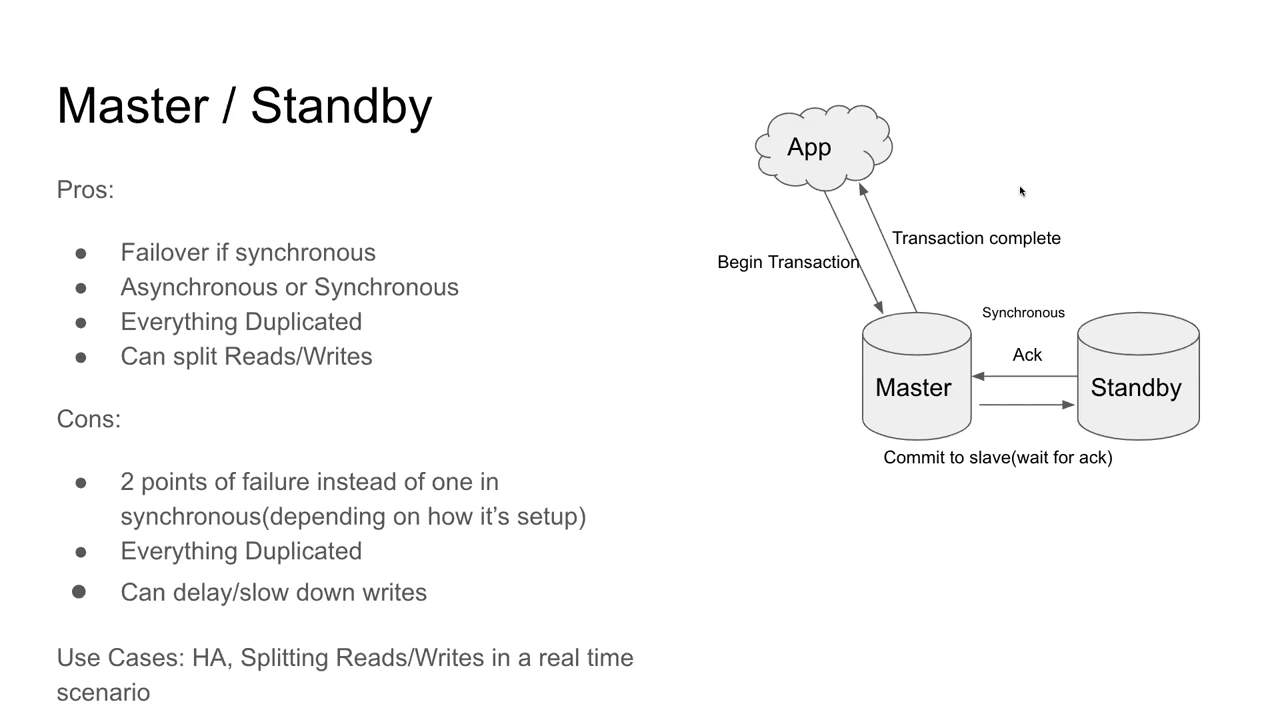 Master / Standby
Pros:
● Failover if synchronous
● Asynchronous or Synchronous
● Everything Duplicated
● Can split Reads/Writes
Cons:
● 2 points of failure instead of one in
synchronous(depending on how it’s setup)
● Everything Duplicated
● Can delay/slow down writes
Use Cases: HA, Splitting Reads/Writes in a real time
scenario
App
Transaction complete
Begin Transaction
Synchronous
Ack
Master
Standby
Commit to slave(wait for ack)